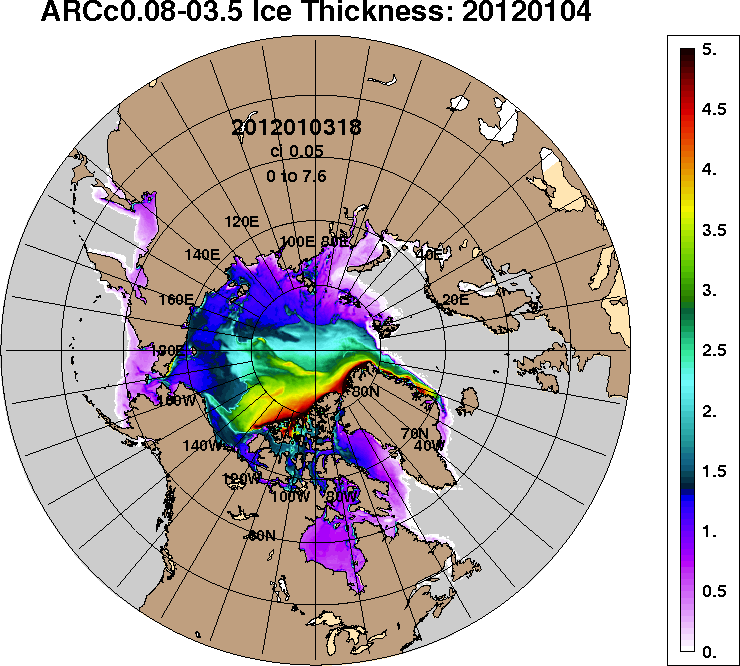 ARCc0.08-03.5 Ice Thickness: 20120104
2012010318
ci 0.05
0 to 7.6
120E
100E
80E
140E
40E
160E
20E
180E
160W
80N
70N
140W
40W
120W
100W
80W
60N
5.
4.5
4.
3.5
3.
2.5
2.
1.5
1.
0.5
0.